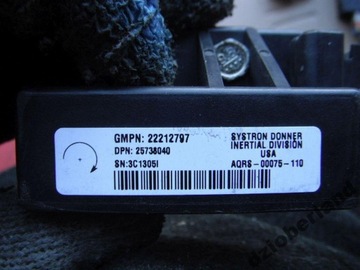 GMPN: 22212797
DPN: 25738040
SN:3C1305I
SYSTRON DONNER
INERTIAL DIVISION
USA
AQRS-00075-110